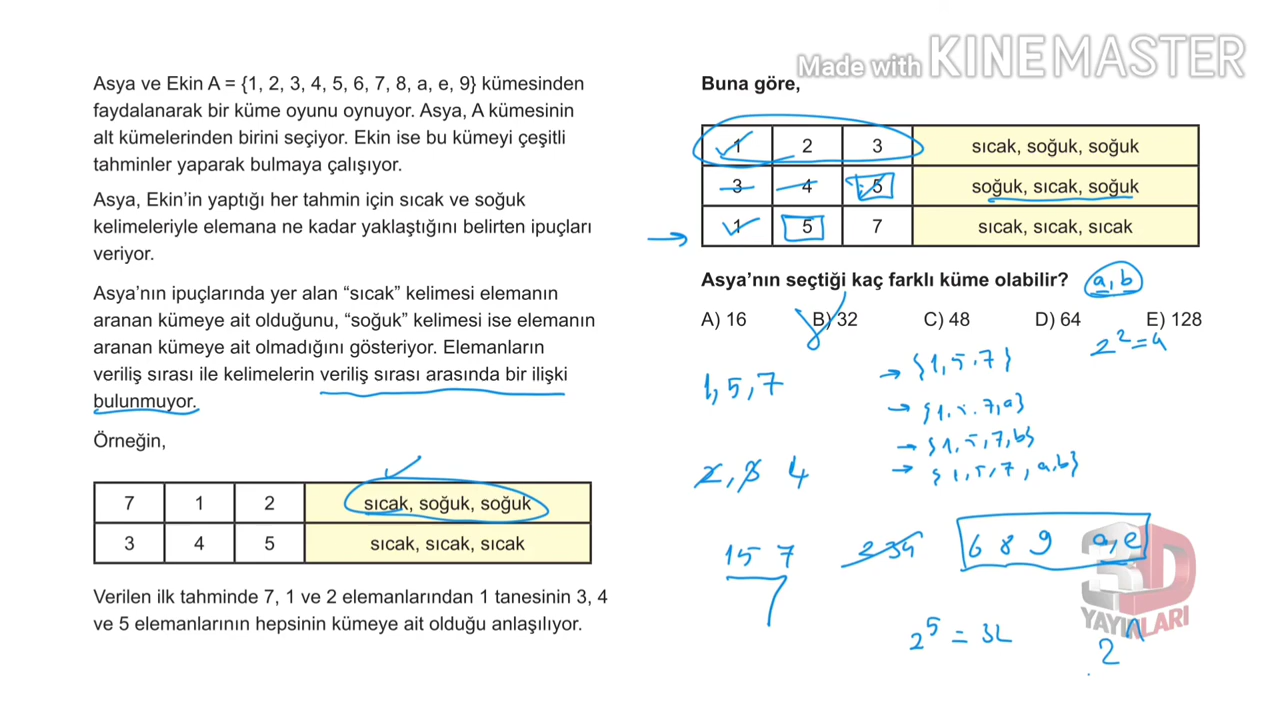 Made with KINEMASTER
Asya ve Ekin A = {1, 2, 3, 4, 5, 6, 7, 8, a, e, 9} kümesinden
faydalanarak bir küme oyunu oynuyor. Asya, A kümesinin
alt kümelerinden birini seçiyor. Ekin ise bu kümeyi çeşitli
tahminler yaparak bulmaya çalışıyor.
Asya, Ekin'in yaptığı her tahmin için sıcak ve soğuk
kelimeleriyle elemana ne kadar yaklaştığını belirten ipuçları
veriyor.
Asya'nın ipuçlarında yer alan "sıcak" kelimesi elemanın
aranan kümeye ait olduğunu, "soğuk" kelimesi ise elemanın
aranan kümeye ait olmadığını gösteriyor. Elemanların
veriliş sırası ile kelimelerin veriliş sırası arasında bir ilişki
bulunmuyor.
Örneğin,
7 1 2 sıcak, soğuk, soğuk
3 4 5 sıcak, sıcak, sıcak
Verilen ilk tahminde 7, 1 ve 2 elemanlarından 1 tanesinin 3, 4
ve 5 elemanlarının hepsinin kümeye ait olduğu anlaşılıyor.
Buna göre,
1 2 3 sıcak, soğuk, soğuk
3 4 5 soğuk, sıcak, soğuk
1 5 7 sıcak, sıcak, sıcak
Asya'nın seçtiği kaç farklı küme olabilir?
a, b
A) 16 B) 32 C) 48 D) 64 E) 128
2² = 4
1, 5, 7
→ {1, 5, 7}
→ {1, 5, 7, a}
→ {1, 5, 7, b}
→ {1, 5, 7, a, b}
2, 3 4
1 5 7 2 3 4 6 8 9 a, e
2⁵ = 32
2ⁿ
3D
YAYINLARI